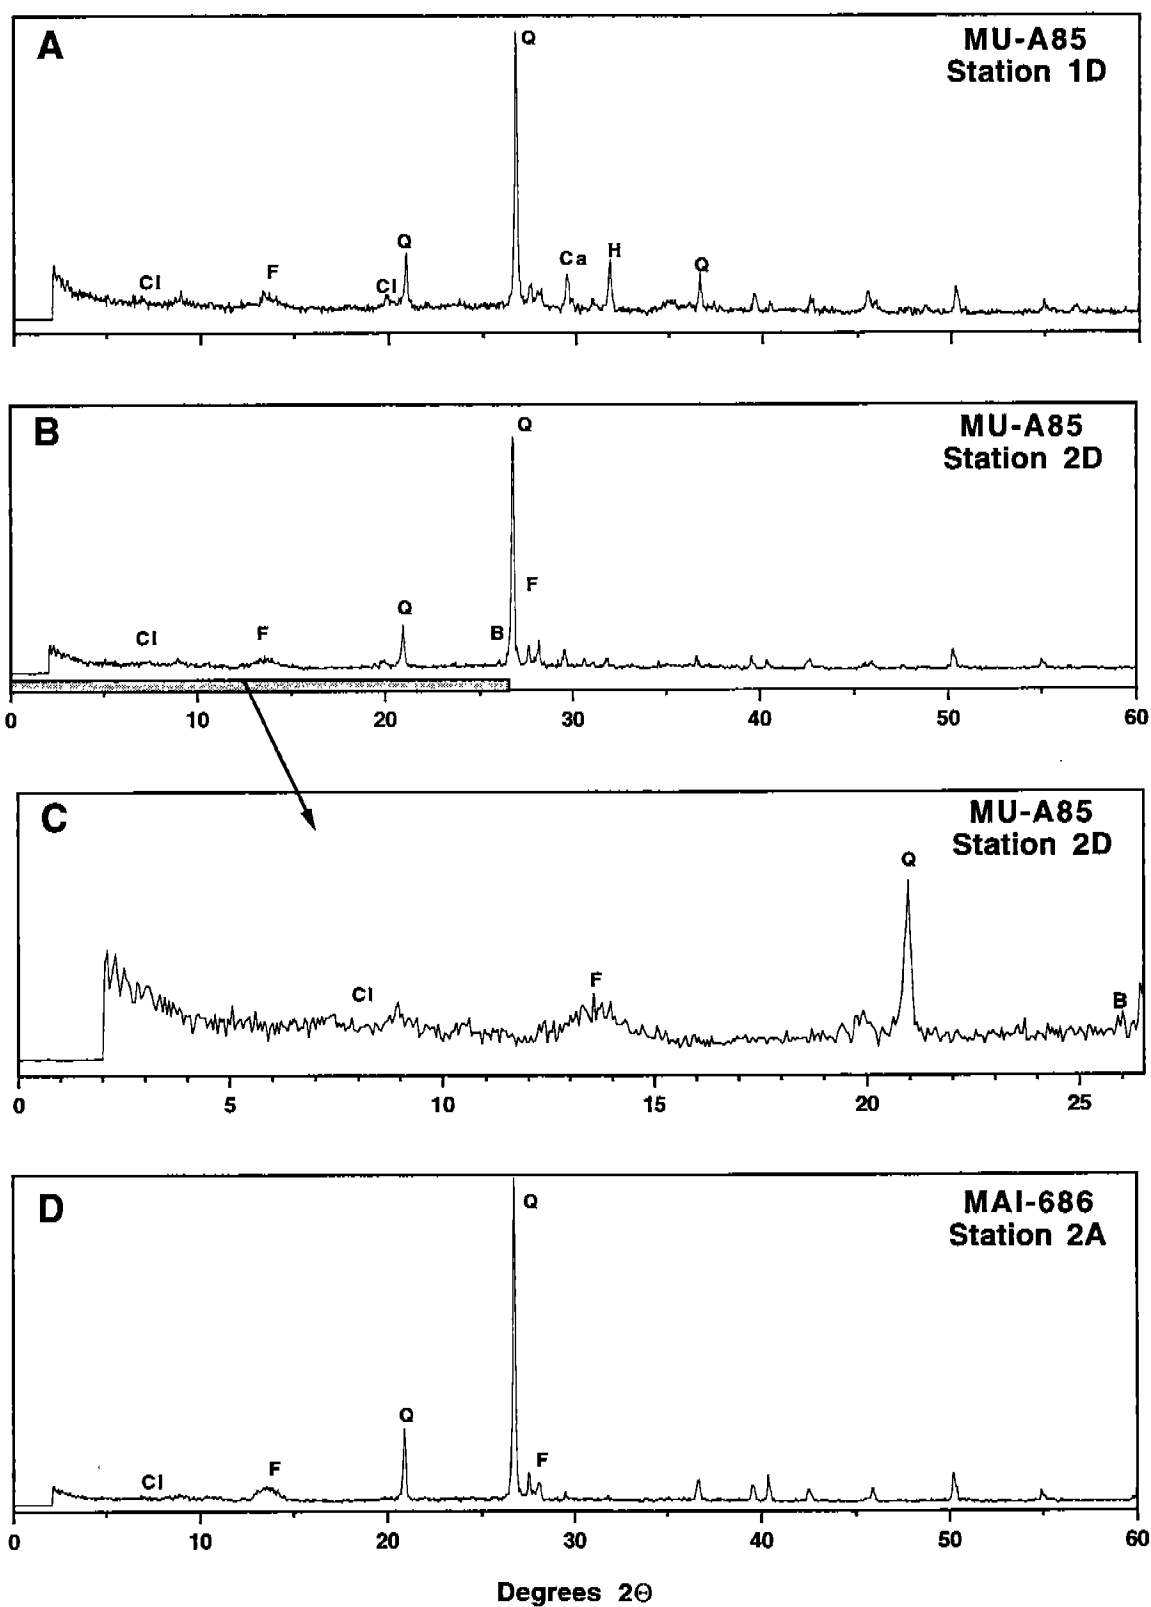 A
MU-A85
Station 1D
Q
Cl
F
Cl
Q
Ca
H
Q
B
MU-A85
Station 2D
Q
Cl
F
Q
B
F
0 10 20 30 40 50 60
C
MU-A85
Station 2D
Q
Cl
F
B
0 5 10 15 20 25
D
MAI-686
Station 2A
Q
Cl
F
Q
F
0 10 20 30 40 50 60
Degrees 2Θ